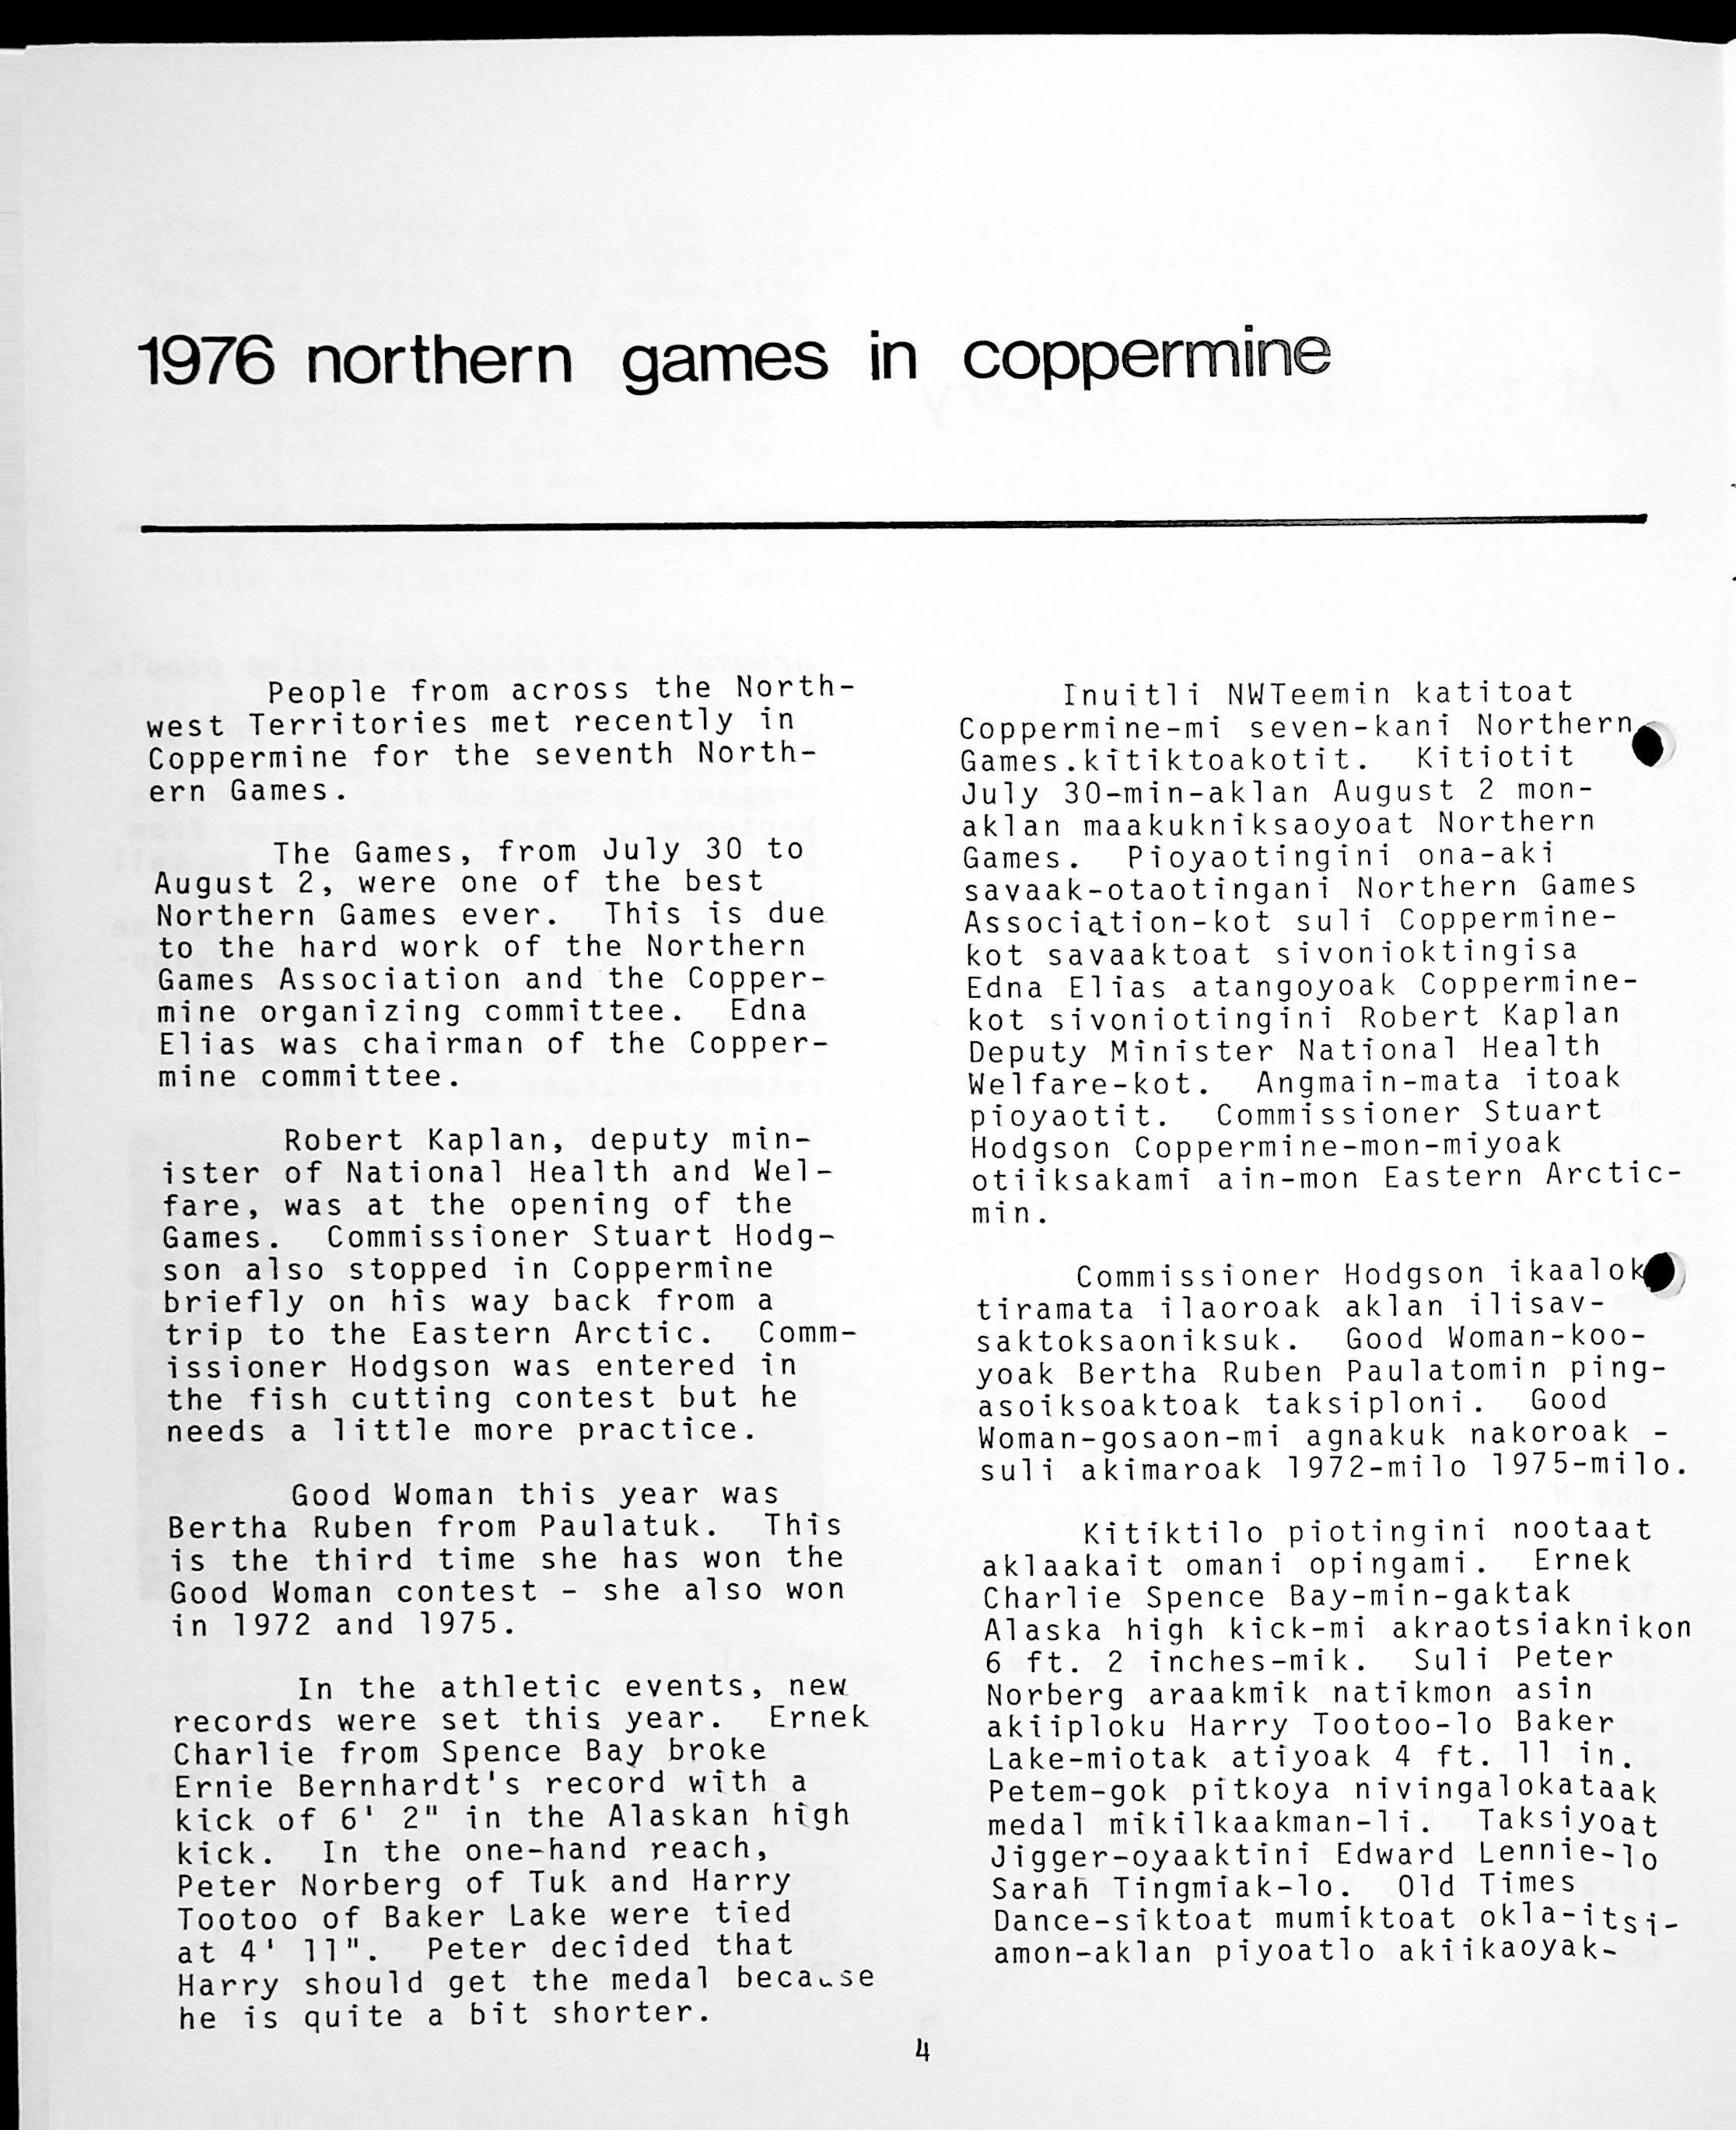 1976 northern games in coppermine
People from across the North-
west Territories met recently in
Coppermine for the seventh North-
ern Games.
The Games, from July 30 to
August 2, were one of the best
Northern Games ever. This is due
to the hard work of the Northern
Games Association and the Copper-
mine organizing committee. Edna
Elias was chairman of the Copper-
mine committee.
Robert Kaplan, deputy min-
ister of National Health and Wel-
fare, was at the opening of the
Games. Commissioner Stuart Hodg-
son also stopped in Coppermine
briefly on his way back from a
trip to the Eastern Arctic. Comm-
issioner Hodgson was entered in
the fish cutting contest but he
needs a little more practice.
Good Woman this year was
Bertha Ruben from Paulatuk. This
is the third time she has won the
Good Woman contest - she also won
in 1972 and 1975.
In the athletic events, new
records were set this year. Ernek
Charlie from Spence Bay broke
Ernie Bernhardt's record with a
kick of 6' 2" in the Alaskan high
kick. In the one-hand reach,
Peter Norberg of Tuk and Harry
Tootoo of Baker Lake were tied
at 4' 11". Peter decided that
Harry should get the medal because
he is quite a bit shorter.
Inuitli NWTeemin katitoat
Coppermine-mi seven-kani Northern
Games.kitiktoakotit. Kitiotit
July 30-min-aklan August 2 mon-
aklan maakukniksaoyoat Northern
Games. Pioyaotingini ona-aki
savaak-otaotingani Northern Games
Association-kot suli Coppermine-
kot savaaktoat sivonioktingisa
Edna Elias atangoyoak Coppermine-
kot sivoniotingini Robert Kaplan
Deputy Minister National Health
Welfare-kot. Angmain-mata itoak
pioyaotit. Commissioner Stuart
Hodgson Coppermine-mon-miyoak
otiiksakami ain-mon Eastern Arctic-
min.
Commissioner Hodgson ikaalok
tiramata ilaoroak aklan ilisav-
saktoksaoniksuk. Good Woman-koo-
yoak Bertha Ruben Paulatomin ping-
asoiksoaktoak taksiploni. Good
Woman-gosaon-mi agnakuk nakoroak -
suli akimaroak 1972-milo 1975-milo.
Kitiktilo piotingini nootaat
aklaakait omani opingami. Ernek
Charlie Spence Bay-min-gaktak
Alaska high kick-mi akraotsiaknikon
6 ft. 2 inches-mik. Suli Peter
Norberg araakmik natikmon asin
akiiploku Harry Tootoo-lo Baker
Lake-miotak atiyoak 4 ft. 11 in.
Petem-gok pitkoya nivingalokataak
medal mikilkaakman-li. Taksiyoat
Jigger-oyaaktini Edward Lennie-lo
Sarah Tingmiak-lo. Old Times
Dance-siktoat mumiktoat okla-itsi-
amon-aklan piyoatlo akiikaoyak-
4